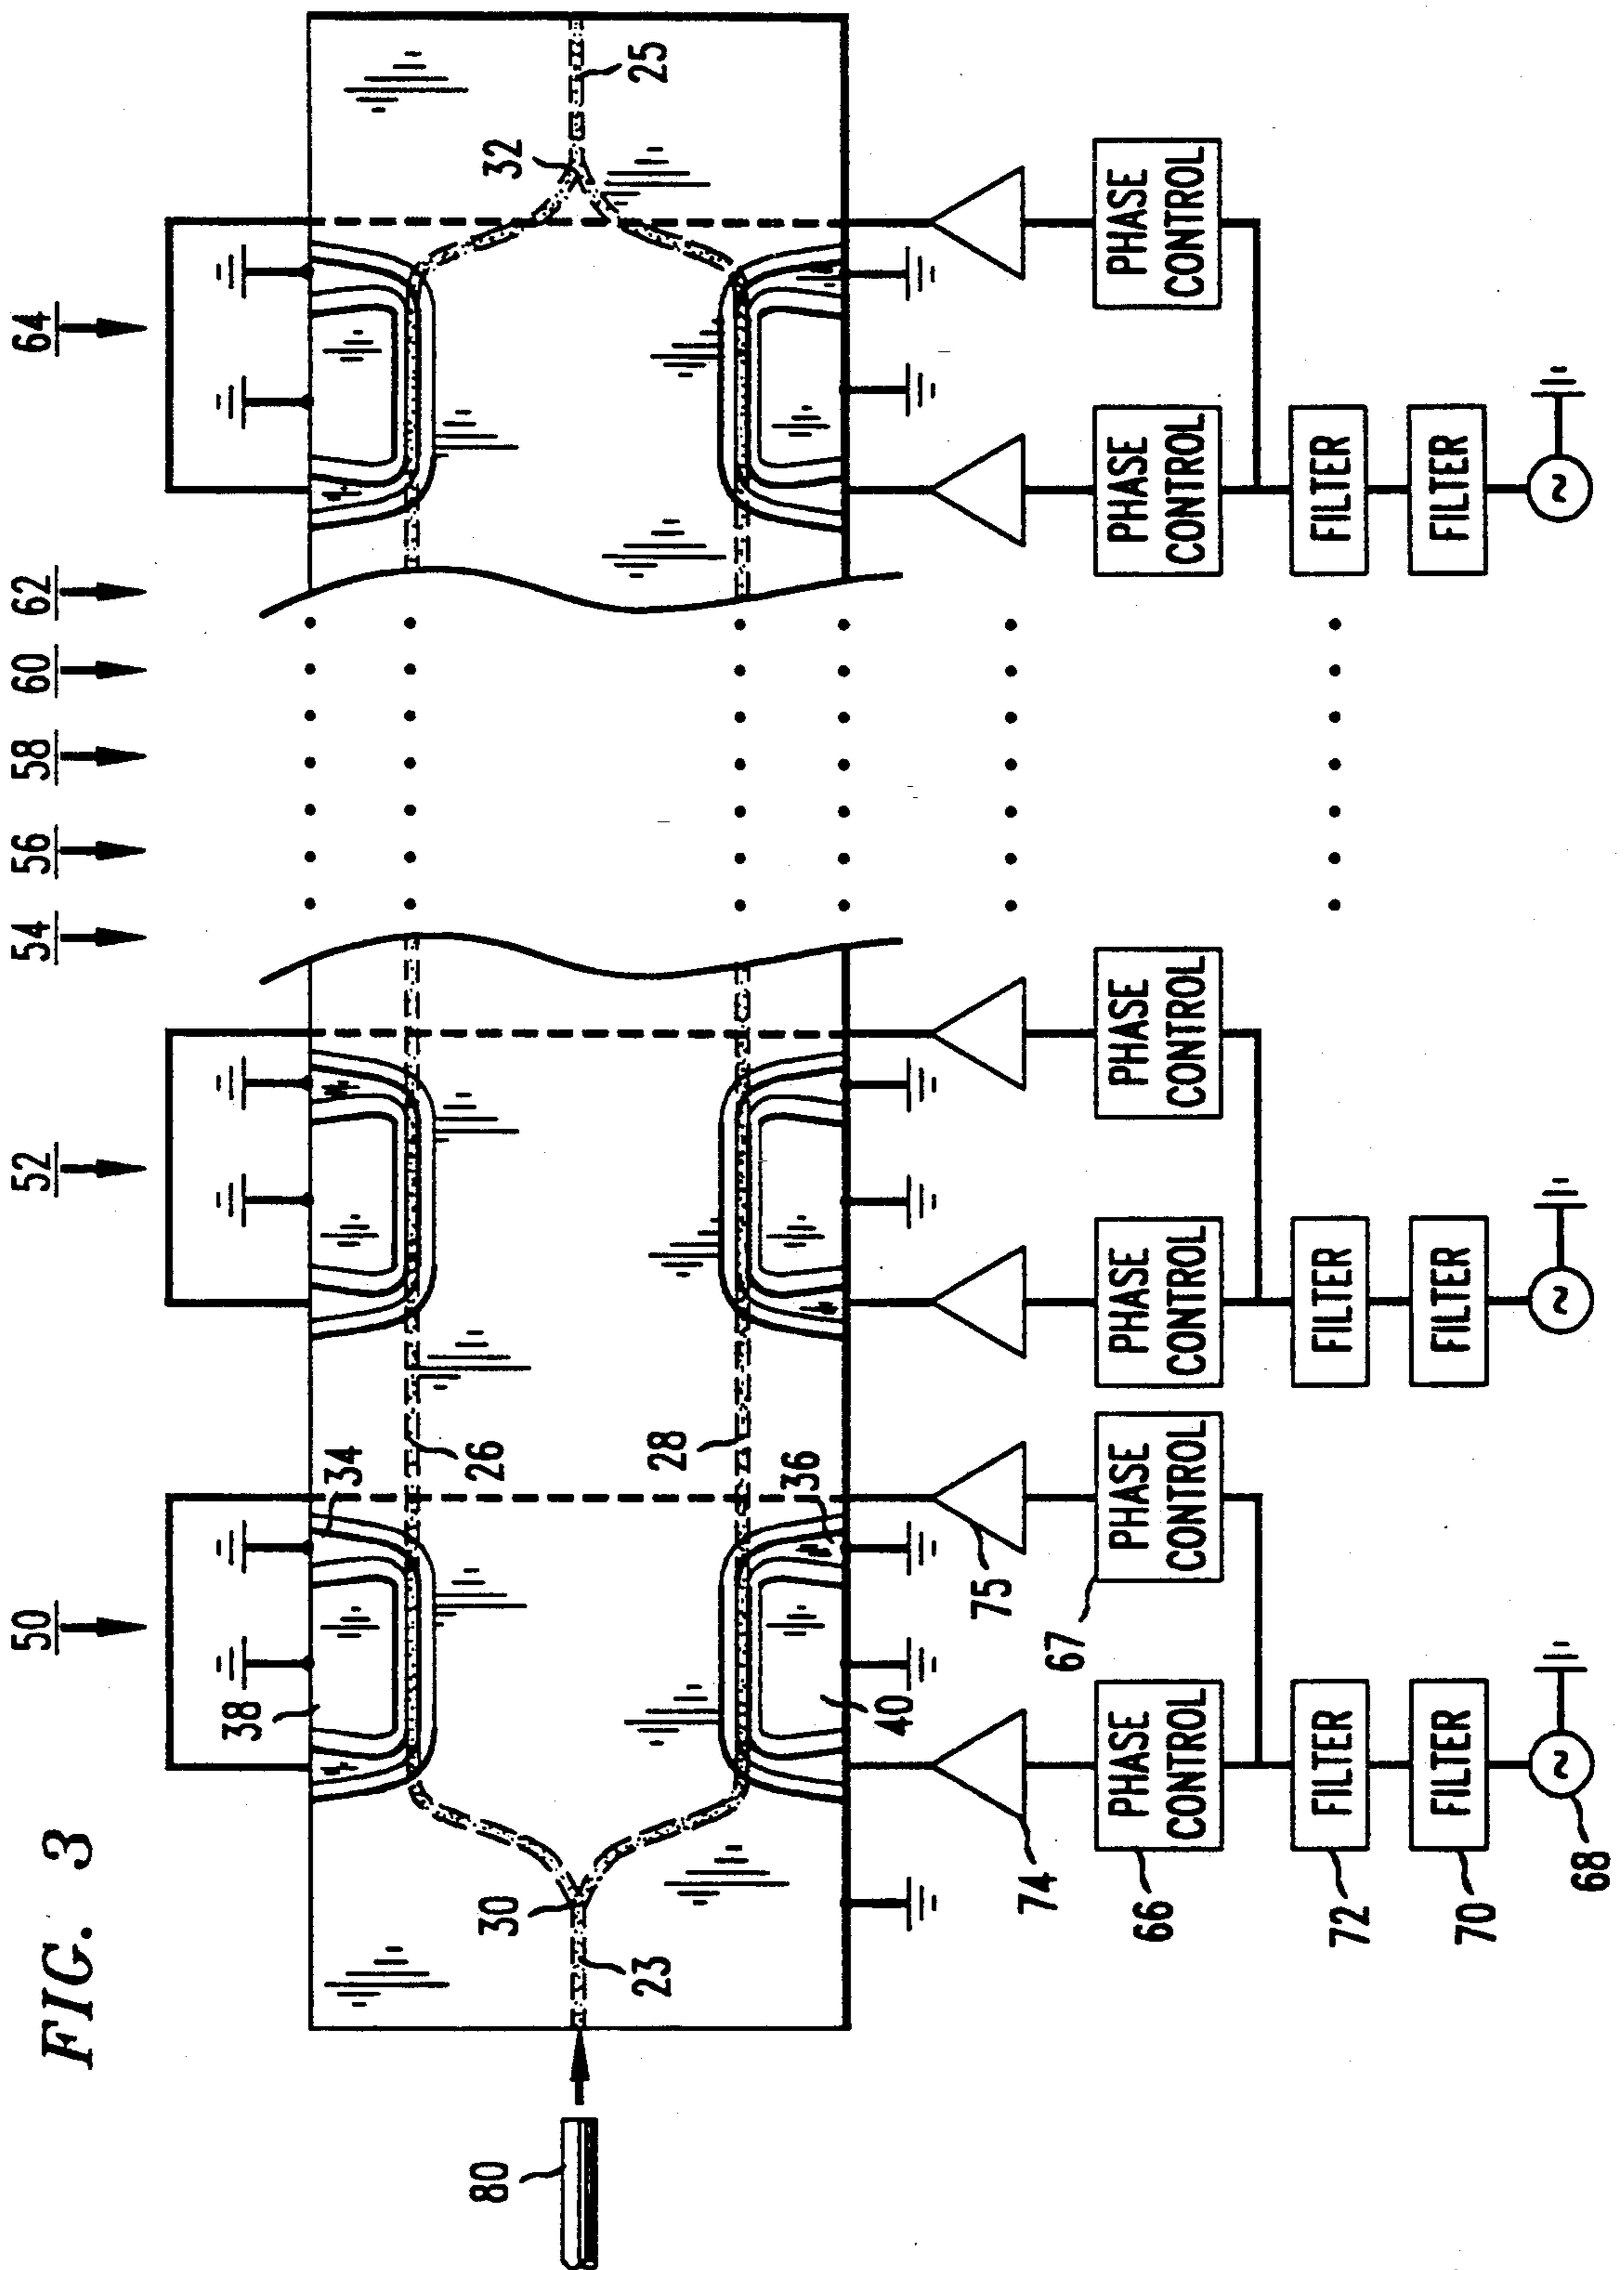 FIG. 3
50
52
54
56
58
60
62
64
38
34
26
28
36
40
30
23
32
25
80
74
75
66
67
72
70
68
PHASE
CONTROL
PHASE
CONTROL
FILTER
FILTER
~
PHASE
CONTROL
PHASE
CONTROL
FILTER
FILTER
~
PHASE
CONTROL
PHASE
CONTROL
FILTER
FILTER
~